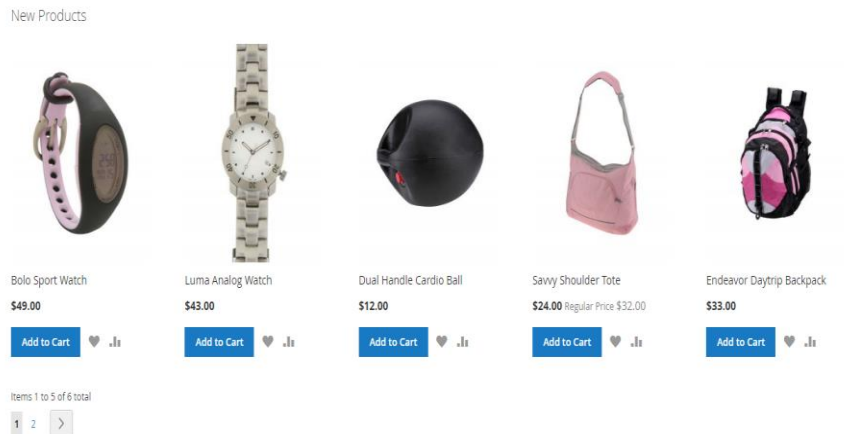 New Products
Bolo Sport Watch
Luma Analog Watch
Dual Handle Cardio Ball
Savvy Shoulder Tote
Endeavor Daytrip Backpack
$49.00
$43.00
$12.00
$24.00 Regular Price $32.00
$33.00
Add to Cart
Add to Cart
Add to Cart
Add to Cart
Add to Cart
Items 1 to 5 of 6 total
1 2 >